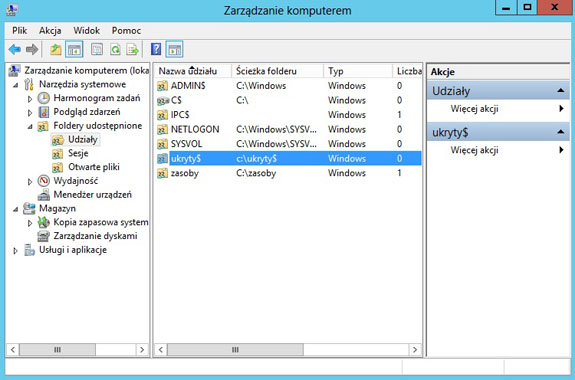 Zarządzanie komputerem
Plik Akcja Widok Pomoc
Zarządzanie komputerem (loka
Narzędzia systemowe
Harmonogram zadań
Podgląd zdarzeń
Foldery udostępnione
Udziały
Sesje
Otwarte pliki
Wydajność
Menedżer urządzeń
Magazyn
Kopia zapasowa system
Zarządzanie dyskami
Usługi i aplikacje
Nazwa udziału Ścieżka folderu Typ Liczba
ADMIN$ C:\Windows Windows 0
C$ C:\ Windows 0
IPC$ Windows 1
NETLOGON C:\Windows\SYSV... Windows 0
SYSVOL C:\Windows\SYSV... Windows 0
ukryty$ c:\ukryty$ Windows 0
zasoby C:\zasoby Windows 1
Akcje
Udziały
Więcej akcji
ukryty$
Więcej akcji